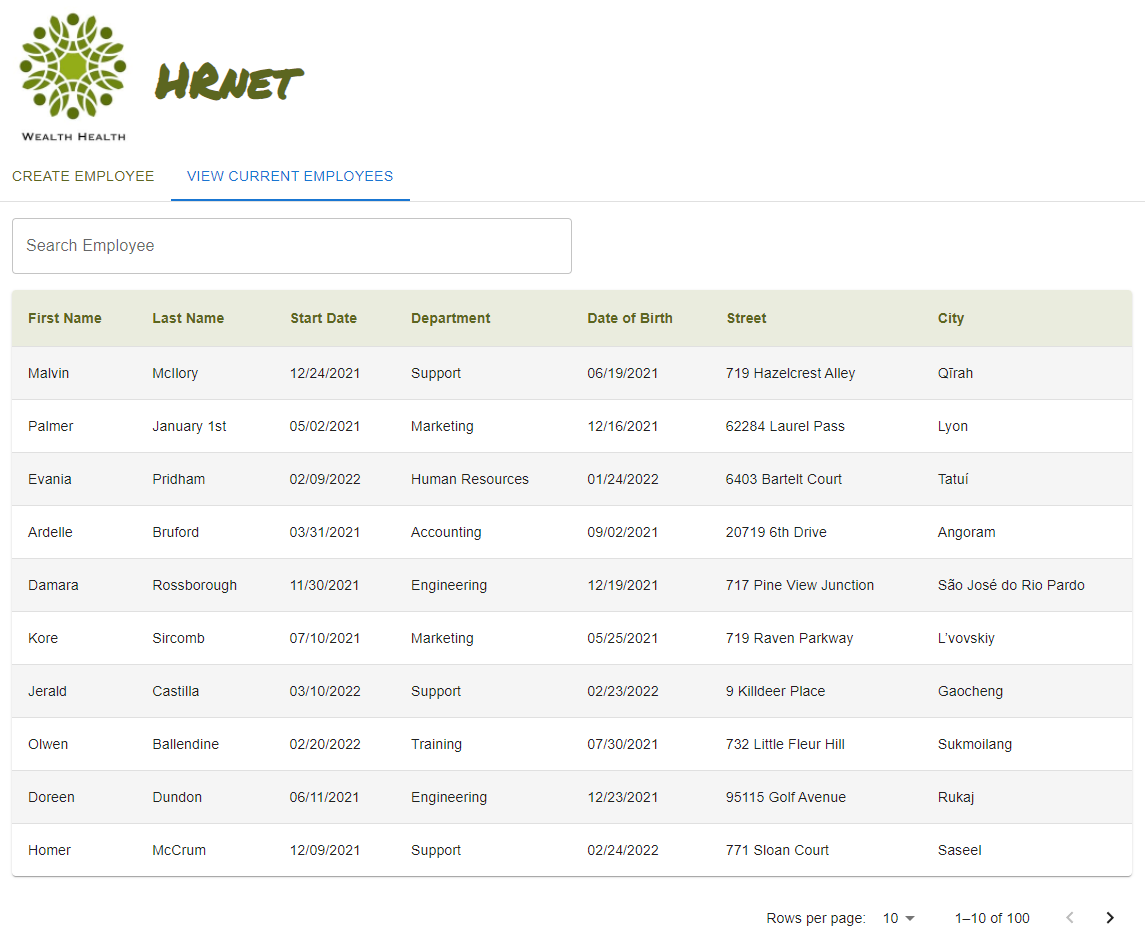 HRnet
Wealth Health
CREATE EMPLOYEE VIEW CURRENT EMPLOYEES
Search Employee
First Name Last Name Start Date Department Date of Birth Street City
Malvin McIlory 12/24/2021 Support 06/19/2021 719 Hazelcrest Alley Qīrah
Palmer January 1st 05/02/2021 Marketing 12/16/2021 62284 Laurel Pass Lyon
Evania Pridham 02/09/2022 Human Resources 01/24/2022 6403 Bartelt Court Tatuí
Ardelle Bruford 03/31/2021 Accounting 09/02/2021 20719 6th Drive Angoram
Damara Rossborough 11/30/2021 Engineering 12/19/2021 717 Pine View Junction São José do Rio Pardo
Kore Sircomb 07/10/2021 Marketing 05/25/2021 719 Raven Parkway L’vovskiy
Jerald Castilla 03/10/2022 Support 02/23/2022 9 Killdeer Place Gaocheng
Olwen Ballendine 02/20/2022 Training 07/30/2021 732 Little Fleur Hill Sukmoilang
Doreen Dundon 06/11/2021 Engineering 12/23/2021 95115 Golf Avenue Rukaj
Homer McCrum 12/09/2021 Support 02/24/2022 771 Sloan Court Saseel
Rows per page: 10 1–10 of 100